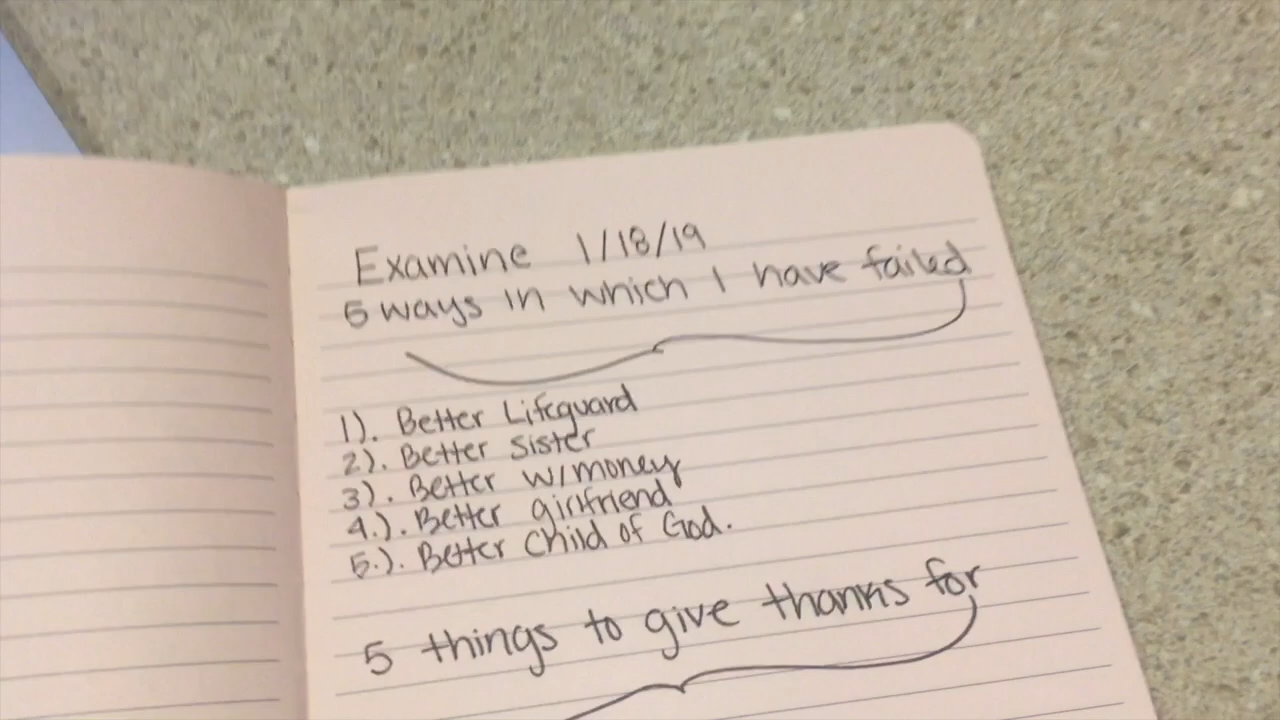 Examine 1/18/19
5 ways in which I have failed
1). Better Lifeguard
2). Better Sister
3). Better w/money
4.). Better girlfriend
5.). Better Child of God.
5 things to give thanks for